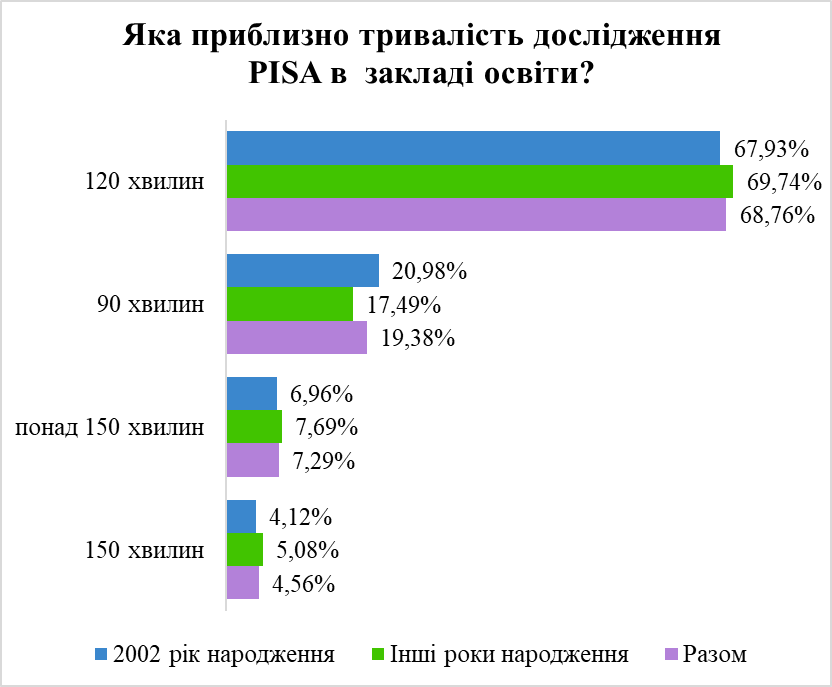 Яка приблизно тривалість дослідження
PISA в закладі освіти?
120 хвилин
67,93%
69,74%
68,76%
90 хвилин
20,98%
17,49%
19,38%
понад 150 хвилин
6,96%
7,69%
7,29%
150 хвилин
4,12%
5,08%
4,56%
2002 рік народження
Інші роки народження
Разом